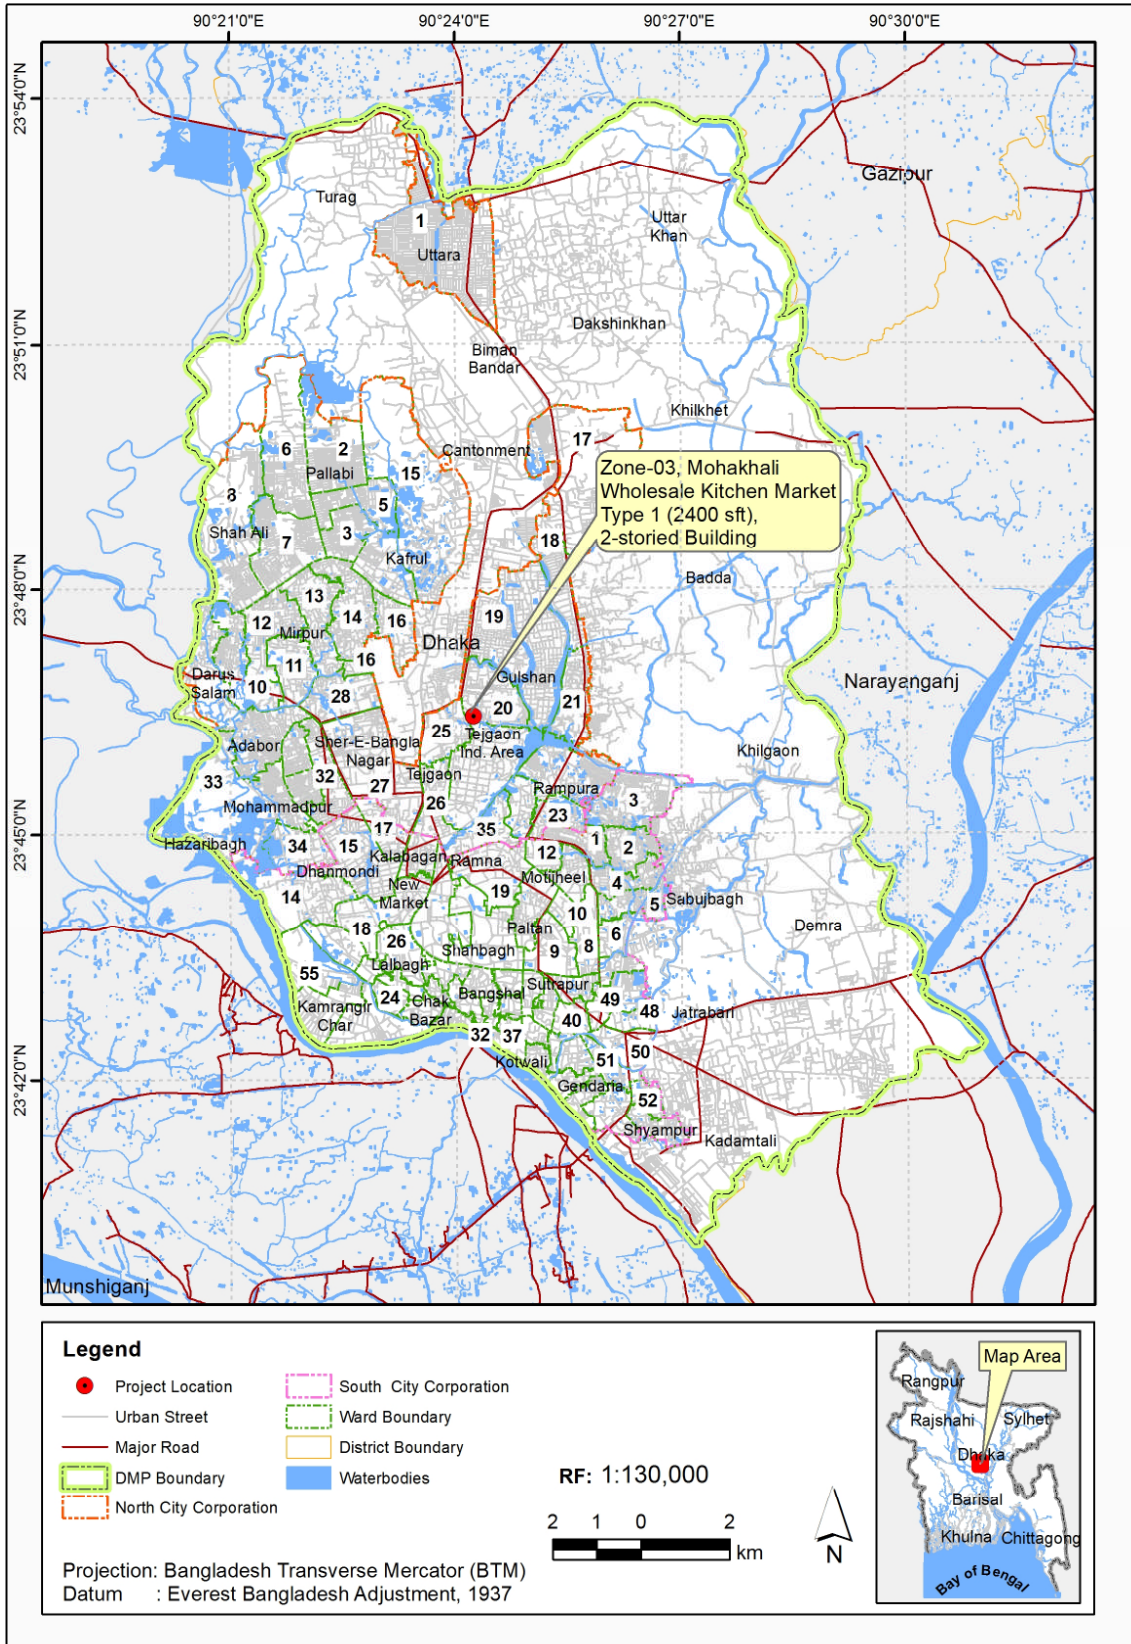 90°21'0"E
90°24'0"E
90°27'0"E
90°30'0"E
23°54'0"N
23°51'0"N
23°48'0"N
23°45'0"N
23°42'0"N
Gazipur
Turag
1
Uttara
Uttar
Khan
Dakshinkhan
Biman
Bandar
Khilkhet
17
Cantonment
6
2
Pallabi
15
8
5
Shah Ali
7
3
Kafrul
Zone-03, Mohakhali
Wholesale Kitchen Market
Type 1 (2400 sft),
2-storied Building
18
Badda
13
12
14
16
19
Mirpur
Dhaka
11
16
Darus
Salam
10
28
Gulshan
20
21
Narayanganj
25
Tejgaon
Ind. Area
Adabor
Sher-E-Bangla
Nagar
Khilgaon
33
32
27
Tejgaon
Rampura
Mohammadpur
26
23
3
Hazaribagh
34
15
17
35
Kalabagan
Ramna
12
1
2
Dhanmondi
Motijheel
New
Market
19
4
14
10
5
Sabujbagh
18
26
Paltan
Shahbagh
9
8
6
Demra
Lalbagh
55
24
Sutrapur
Bangshal
49
Kamrangir
Char
Chak
Bazar
40
48
Jatrabari
32
37
Kotwali
51
50
Gendaria
52
Shyampur
Kadamtali
Munshiganj
Legend
Project Location
Urban Street
Major Road
DMP Boundary
North City Corporation
South City Corporation
Ward Boundary
District Boundary
Waterbodies
RF: 1:130,000
2 1 0 2
km
N
Projection: Bangladesh Transverse Mercator (BTM)
Datum : Everest Bangladesh Adjustment, 1937
Map Area
Rangpur
Rajshahi
Sylhet
Dhaka
Barisal
Khulna
Chittagong
Bay of Bengal